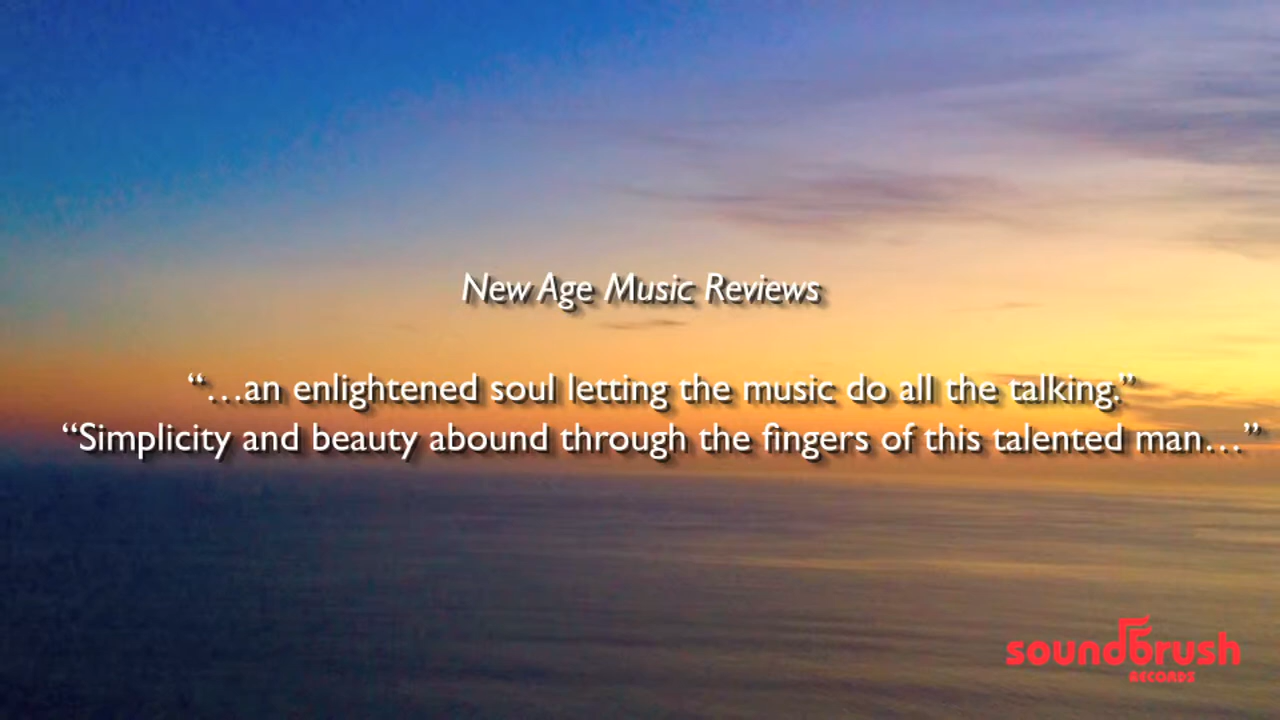 New Age Music Reviews
“…an enlightened soul letting the music do all the talking.”
“Simplicity and beauty abound through the fingers of this talented man…”
soundbrush
RECORDS